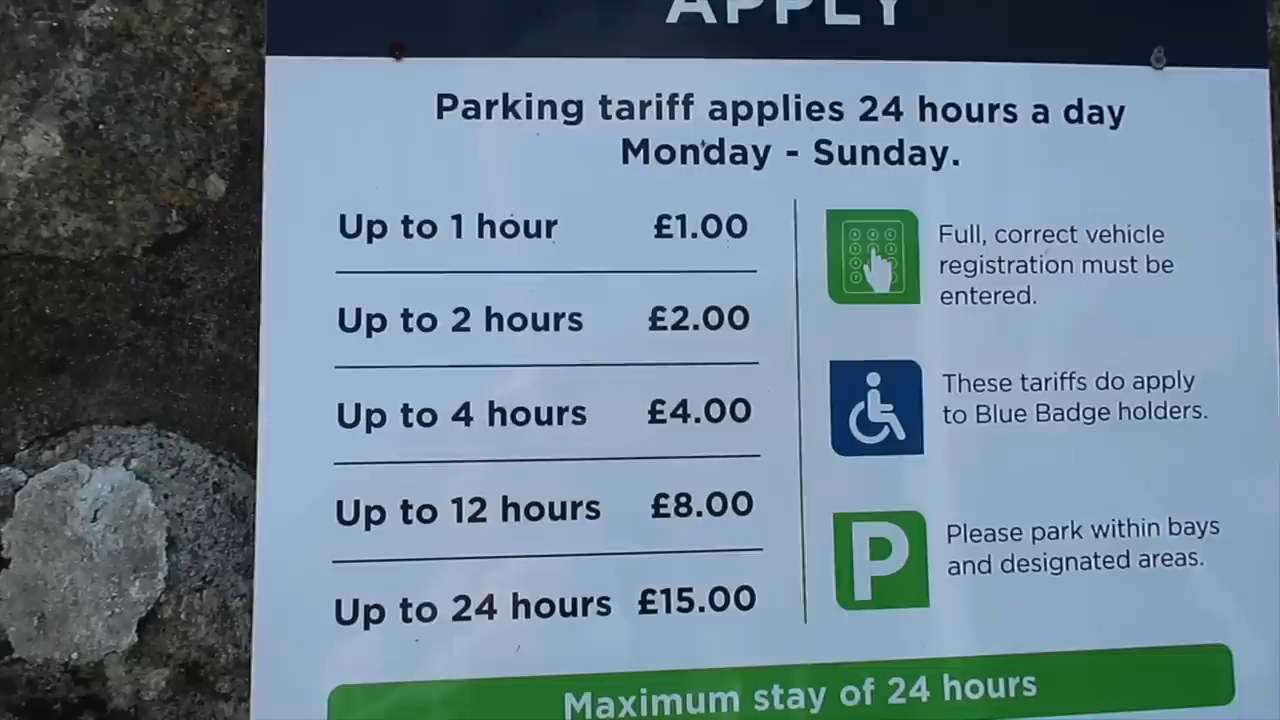 APPLY
Parking tariff applies 24 hours a day
Monday - Sunday.
Up to 1 hour £1.00
Up to 2 hours £2.00
Up to 4 hours £4.00
Up to 12 hours £8.00
Up to 24 hours £15.00
Full, correct vehicle
registration must be
entered.
These tariffs do apply
to Blue Badge holders.
P
Please park within bays
and designated areas.
Maximum stay of 24 hours